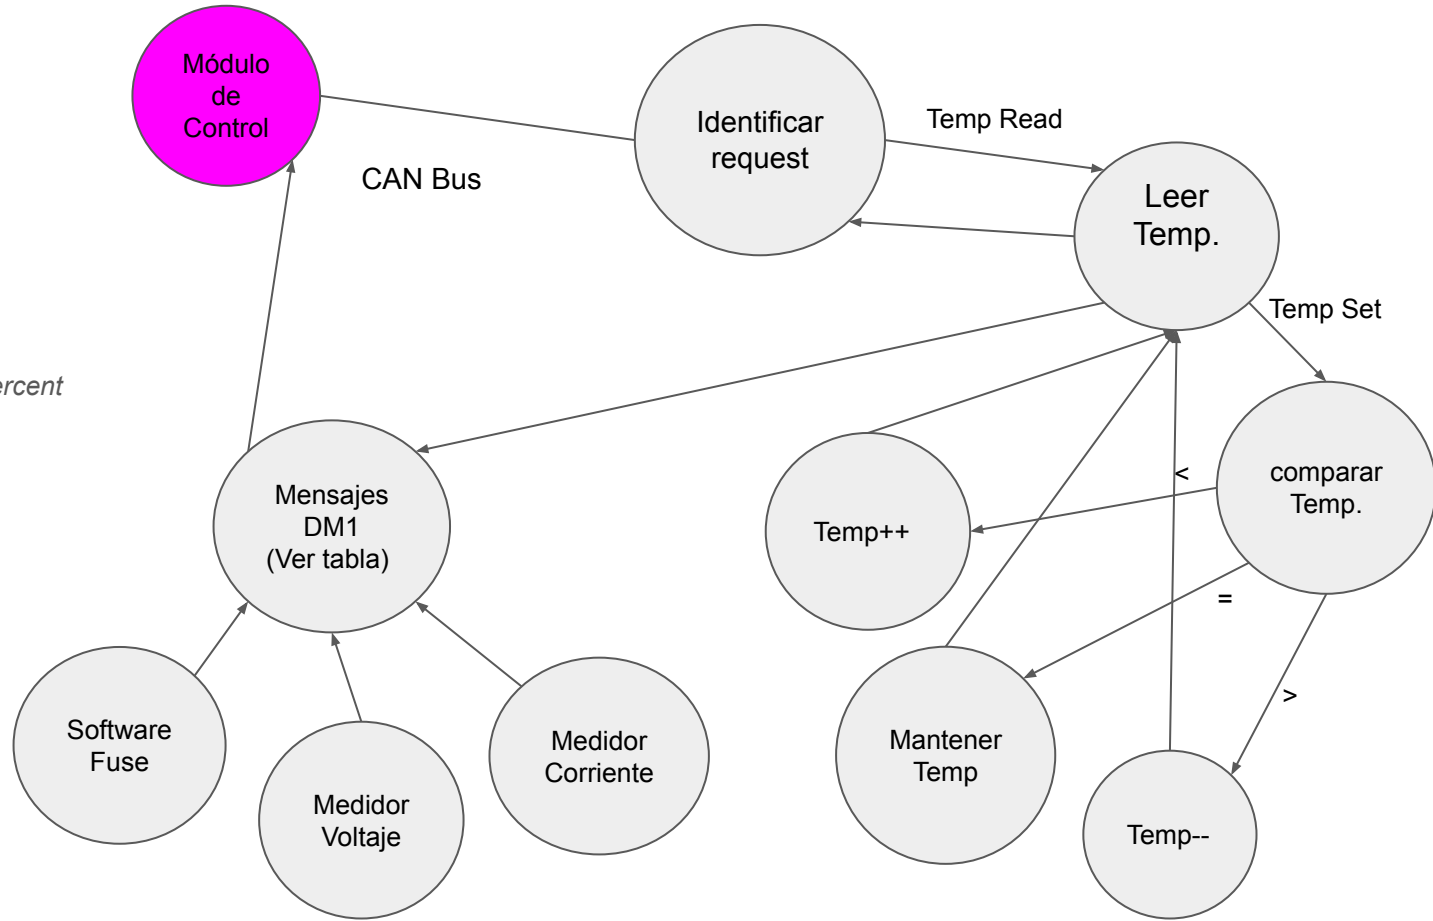 Módulo
de
Control
Identificar
request
Temp Read
CAN Bus
Leer
Temp.
Temp Set
ercent
Mensajes
DM1
(Ver tabla)
Temp++
<
comparar
Temp.
=
>
Software
Fuse
Medidor
Voltaje
Medidor
Corriente
Mantener
Temp
Temp--